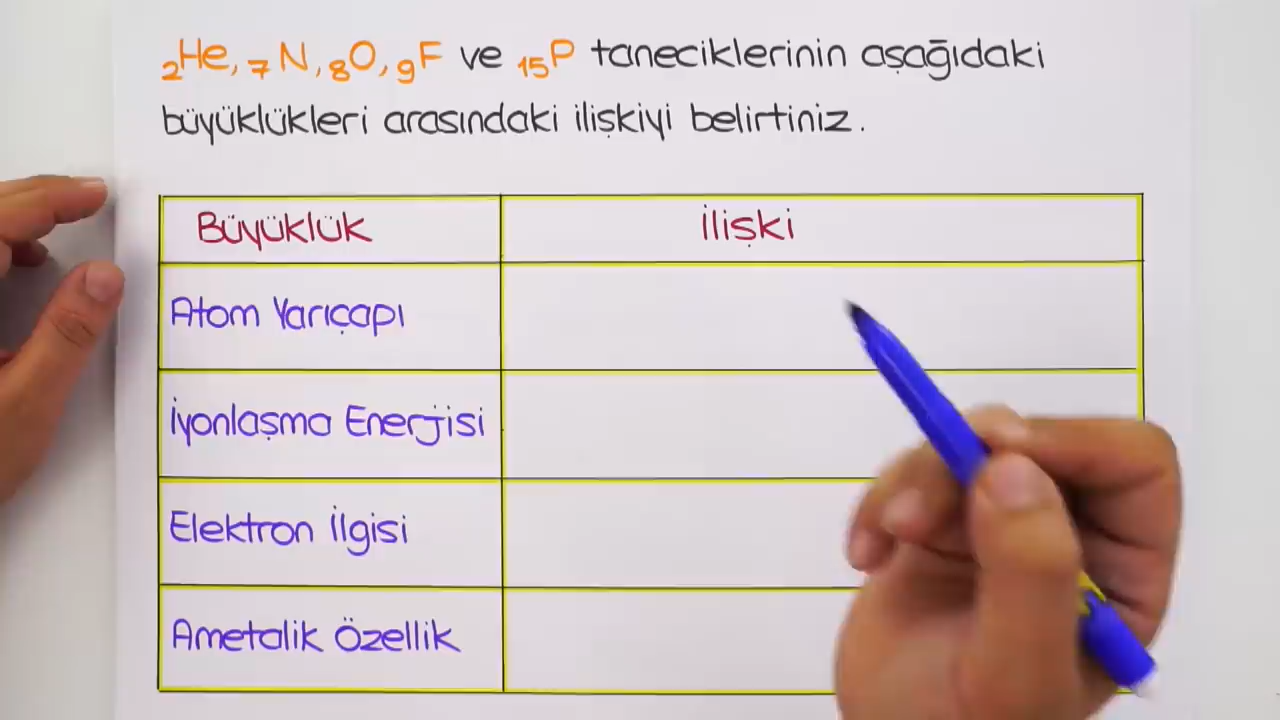 ₂He, ₇N, ₈O, ₉F ve ₁₅P taneciklerinin aşağıdaki
büyüklükleri arasındaki ilişkiyi belirtiniz.
Büyüklük İlişki
Atom Yarıçapı
İyonlaşma Enerjisi
Elektron İlgisi
Ametalik Özellik